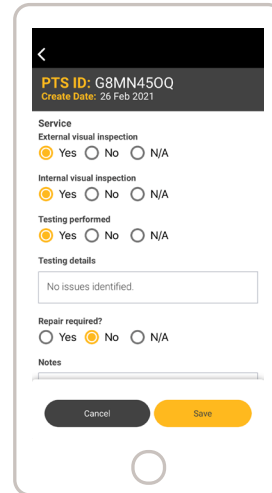 PTS ID: G8MN45OQ
Create Date: 26 Feb 2021
Service
External visual inspection
Yes No N/A
Internal visual inspection
Yes No N/A
Testing performed
Yes No N/A
Testing details
No issues identified.
Repair required?
Yes No N/A
Notes
Cancel Save